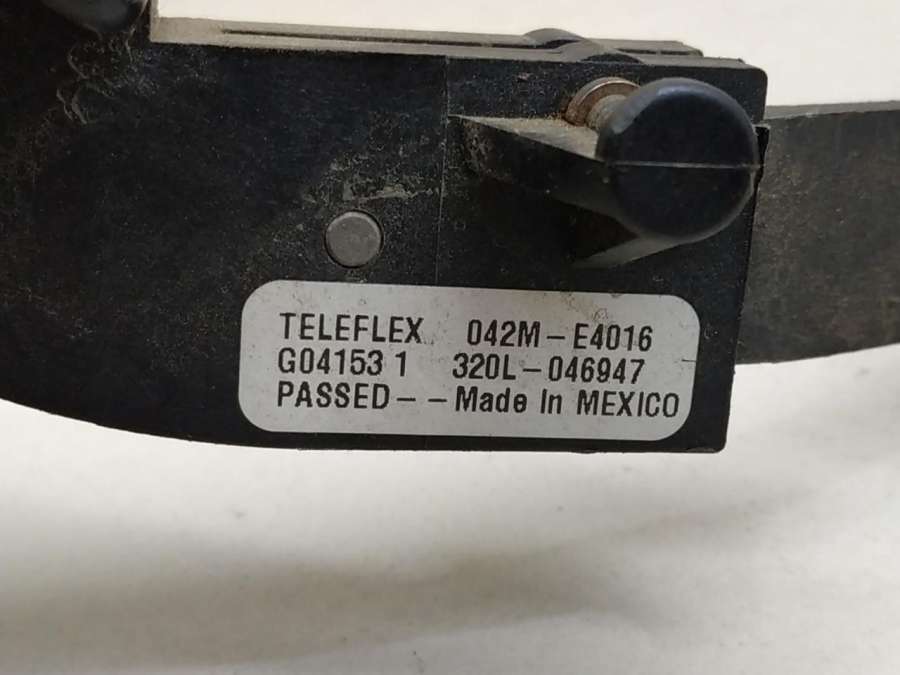 TELEFLEX 042M-E4016
G04153 1 320L-046947
PASSED--Made In MEXICO